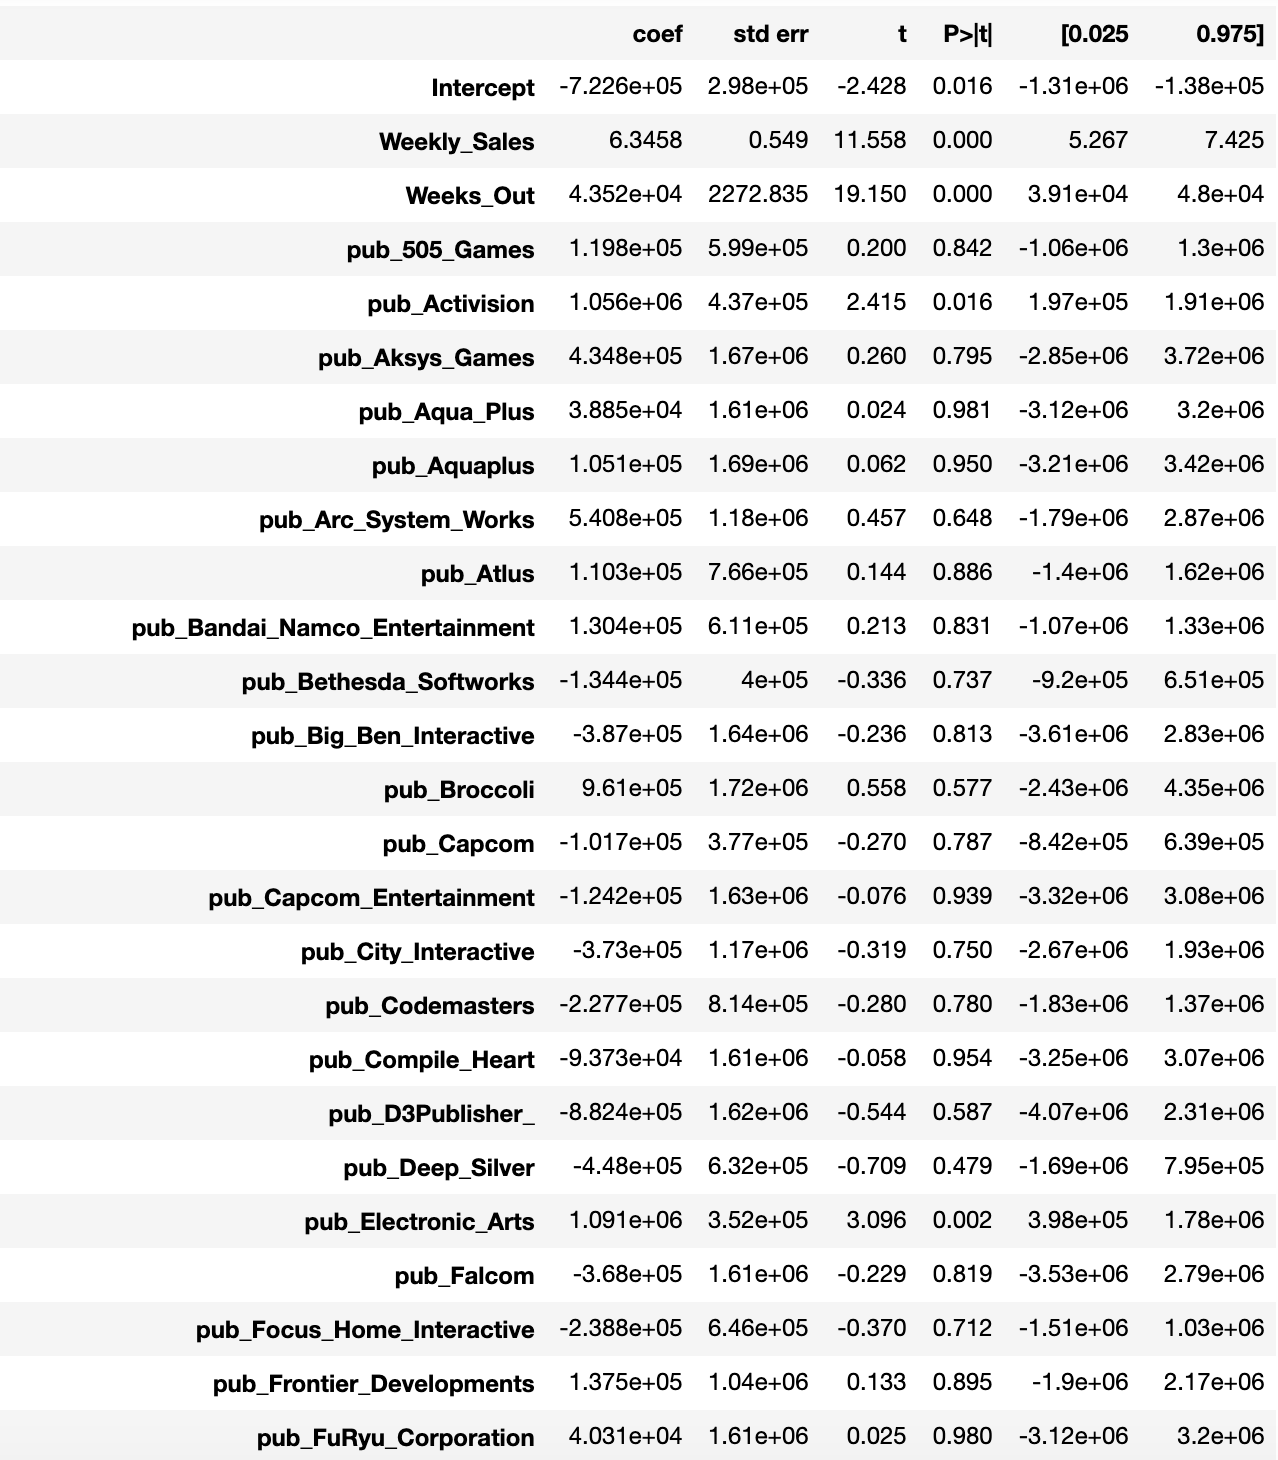 coef std err t P>|t| [0.025 0.975]
Intercept -7.226e+05 2.98e+05 -2.428 0.016 -1.31e+06 -1.38e+05
Weekly_Sales 6.3458 0.549 11.558 0.000 5.267 7.425
Weeks_Out 4.352e+04 2272.835 19.150 0.000 3.91e+04 4.8e+04
pub_505_Games 1.198e+05 5.99e+05 0.200 0.842 -1.06e+06 1.3e+06
pub_Activision 1.056e+06 4.37e+05 2.415 0.016 1.97e+05 1.91e+06
pub_Aksys_Games 4.348e+05 1.67e+06 0.260 0.795 -2.85e+06 3.72e+06
pub_Aqua_Plus 3.885e+04 1.61e+06 0.024 0.981 -3.12e+06 3.2e+06
pub_Aquaplus 1.051e+05 1.69e+06 0.062 0.950 -3.21e+06 3.42e+06
pub_Arc_System_Works 5.408e+05 1.18e+06 0.457 0.648 -1.79e+06 2.87e+06
pub_Atlus 1.103e+05 7.66e+05 0.144 0.886 -1.4e+06 1.62e+06
pub_Bandai_Namco_Entertainment 1.304e+05 6.11e+05 0.213 0.831 -1.07e+06 1.33e+06
pub_Bethesda_Softworks -1.344e+05 4e+05 -0.336 0.737 -9.2e+05 6.51e+05
pub_Big_Ben_Interactive -3.87e+05 1.64e+06 -0.236 0.813 -3.61e+06 2.83e+06
pub_Broccoli 9.61e+05 1.72e+06 0.558 0.577 -2.43e+06 4.35e+06
pub_Capcom -1.017e+05 3.77e+05 -0.270 0.787 -8.42e+05 6.39e+05
pub_Capcom_Entertainment -1.242e+05 1.63e+06 -0.076 0.939 -3.32e+06 3.08e+06
pub_City_Interactive -3.73e+05 1.17e+06 -0.319 0.750 -2.67e+06 1.93e+06
pub_Codemasters -2.277e+05 8.14e+05 -0.280 0.780 -1.83e+06 1.37e+06
pub_Compile_Heart -9.373e+04 1.61e+06 -0.058 0.954 -3.25e+06 3.07e+06
pub_D3Publisher_ -8.824e+05 1.62e+06 -0.544 0.587 -4.07e+06 2.31e+06
pub_Deep_Silver -4.48e+05 6.32e+05 -0.709 0.479 -1.69e+06 7.95e+05
pub_Electronic_Arts 1.091e+06 3.52e+05 3.096 0.002 3.98e+05 1.78e+06
pub_Falcom -3.68e+05 1.61e+06 -0.229 0.819 -3.53e+06 2.79e+06
pub_Focus_Home_Interactive -2.388e+05 6.46e+05 -0.370 0.712 -1.51e+06 1.03e+06
pub_Frontier_Developments 1.375e+05 1.04e+06 0.133 0.895 -1.9e+06 2.17e+06
pub_FuRyu_Corporation 4.031e+04 1.61e+06 0.025 0.980 -3.12e+06 3.2e+06